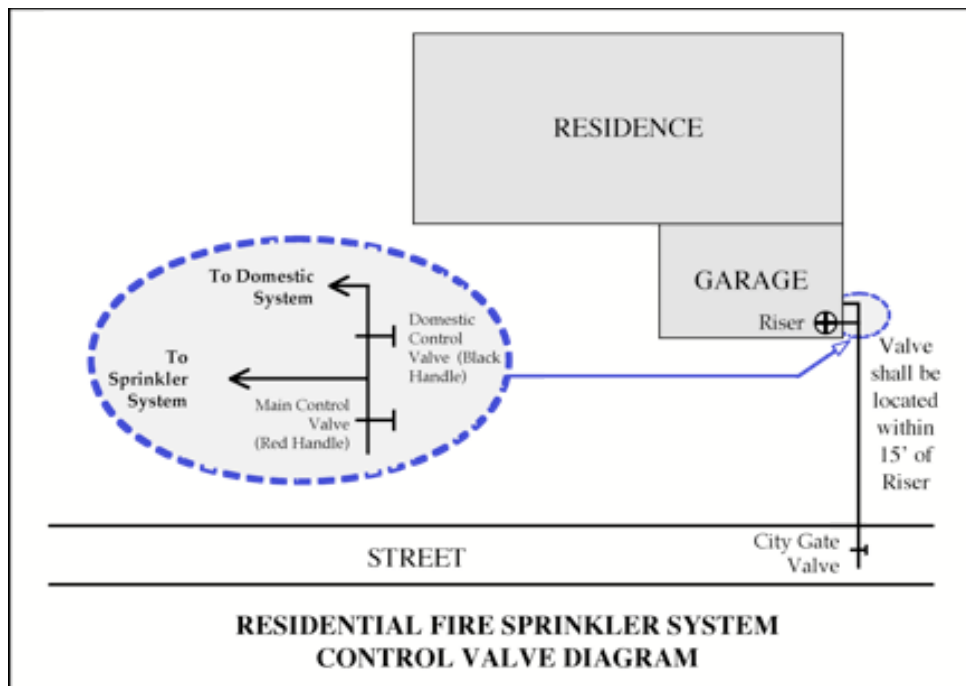 RESIDENCE
GARAGE
Riser
Valve
shall be
located
within
15' of
Riser
To Domestic
System
Domestic
Control
Valve (Black
Handle)
To
Sprinkler
System
Main Control
Valve
(Red Handle)
City Gate
Valve
STREET
RESIDENTIAL FIRE SPRINKLER SYSTEM
CONTROL VALVE DIAGRAM